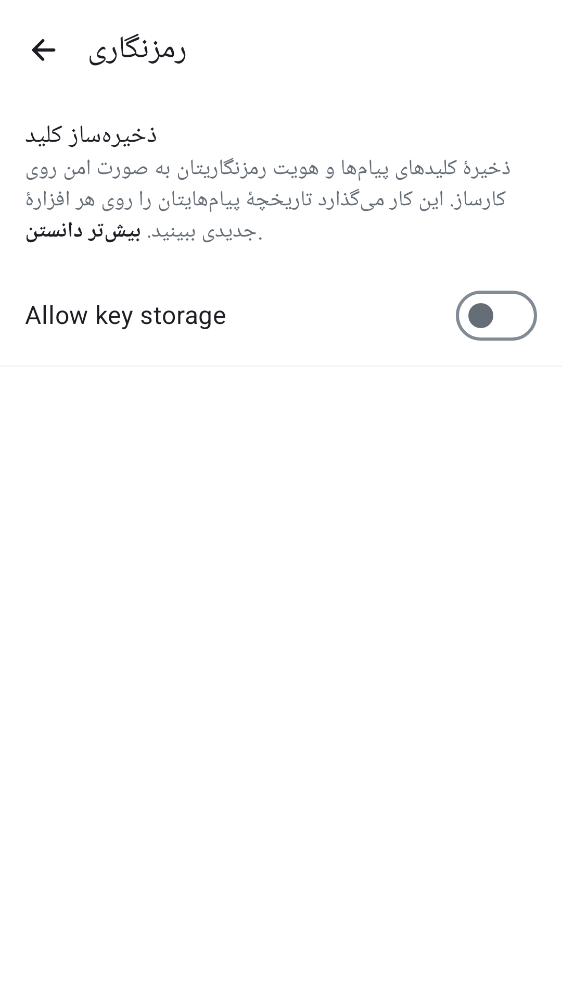 رمزنگاری
ذخیره‌ساز کلید
ذخیرهٔ کلیدهای پیام‌ها و هویت رمزنگاریتان به صورت امن روی
کارساز. این کار می‌گذارد تاریخچهٔ پیام‌هایتان را روی هر افزارهٔ
جدیدی ببینید. بیش‌تر دانستن.
Allow key storage